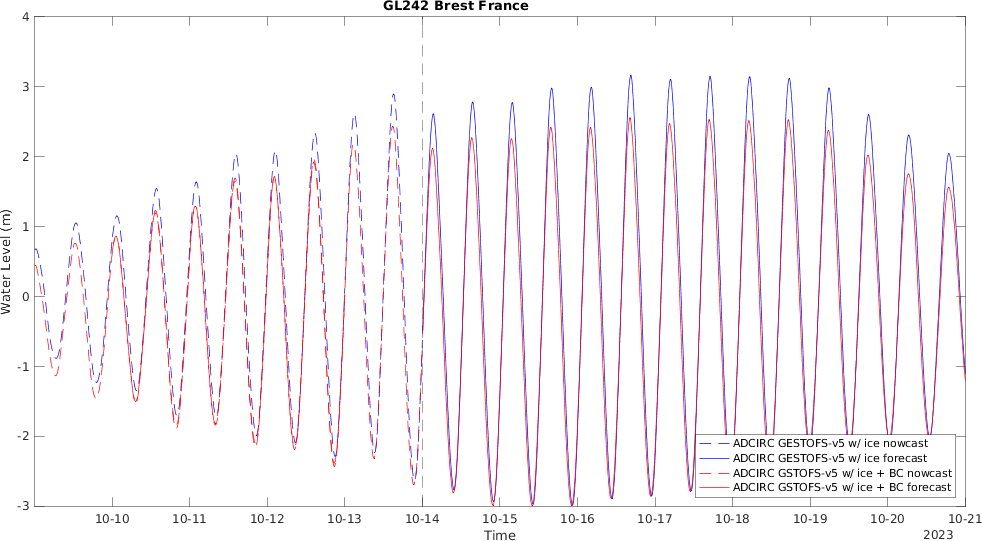 GL242 Brest France
4
3
2
1
0
-1
-2
-3
Water Level (m)
ADCIRC GESTOFS-v5 w/ ice nowcast
ADCIRC GESTOFS-v5 w/ ice forecast
ADCIRC GSTOFS-v5 w/ ice + BC nowcast
ADCIRC GSTOFS-v5 w/ ice + BC forecast
10-10 10-11 10-12 10-13 10-14 10-15 10-16 10-17 10-18 10-19 10-20 10-21
Time
2023